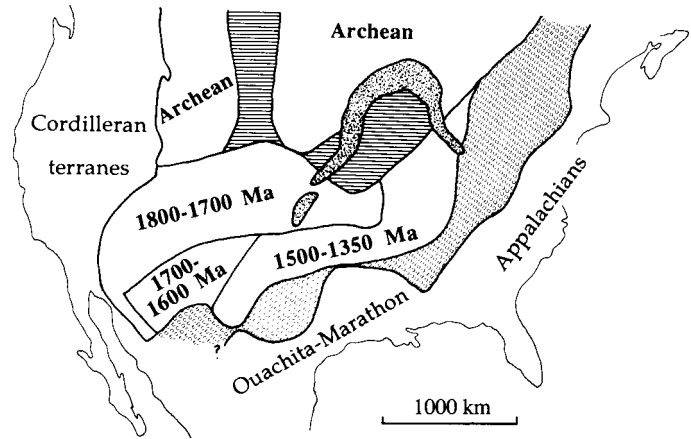 Archean
Archean
Cordilleran
terranes
1800-1700 Ma
1700-
1600 Ma
1500-1350 Ma
Appalachians
Ouachita-Marathon
?
1000 km